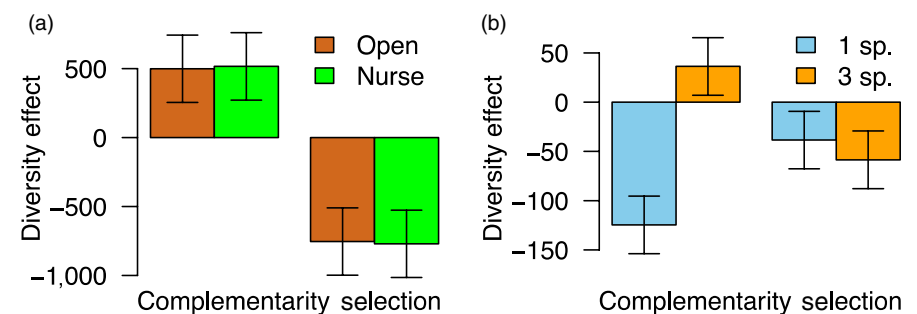 (a)
Diversity effect
500
0
−500
−1,000
Open
Nurse
Complementarity selection
(b)
Diversity effect
50
0
−50
−100
−150
1 sp.
3 sp.
Complementarity selection